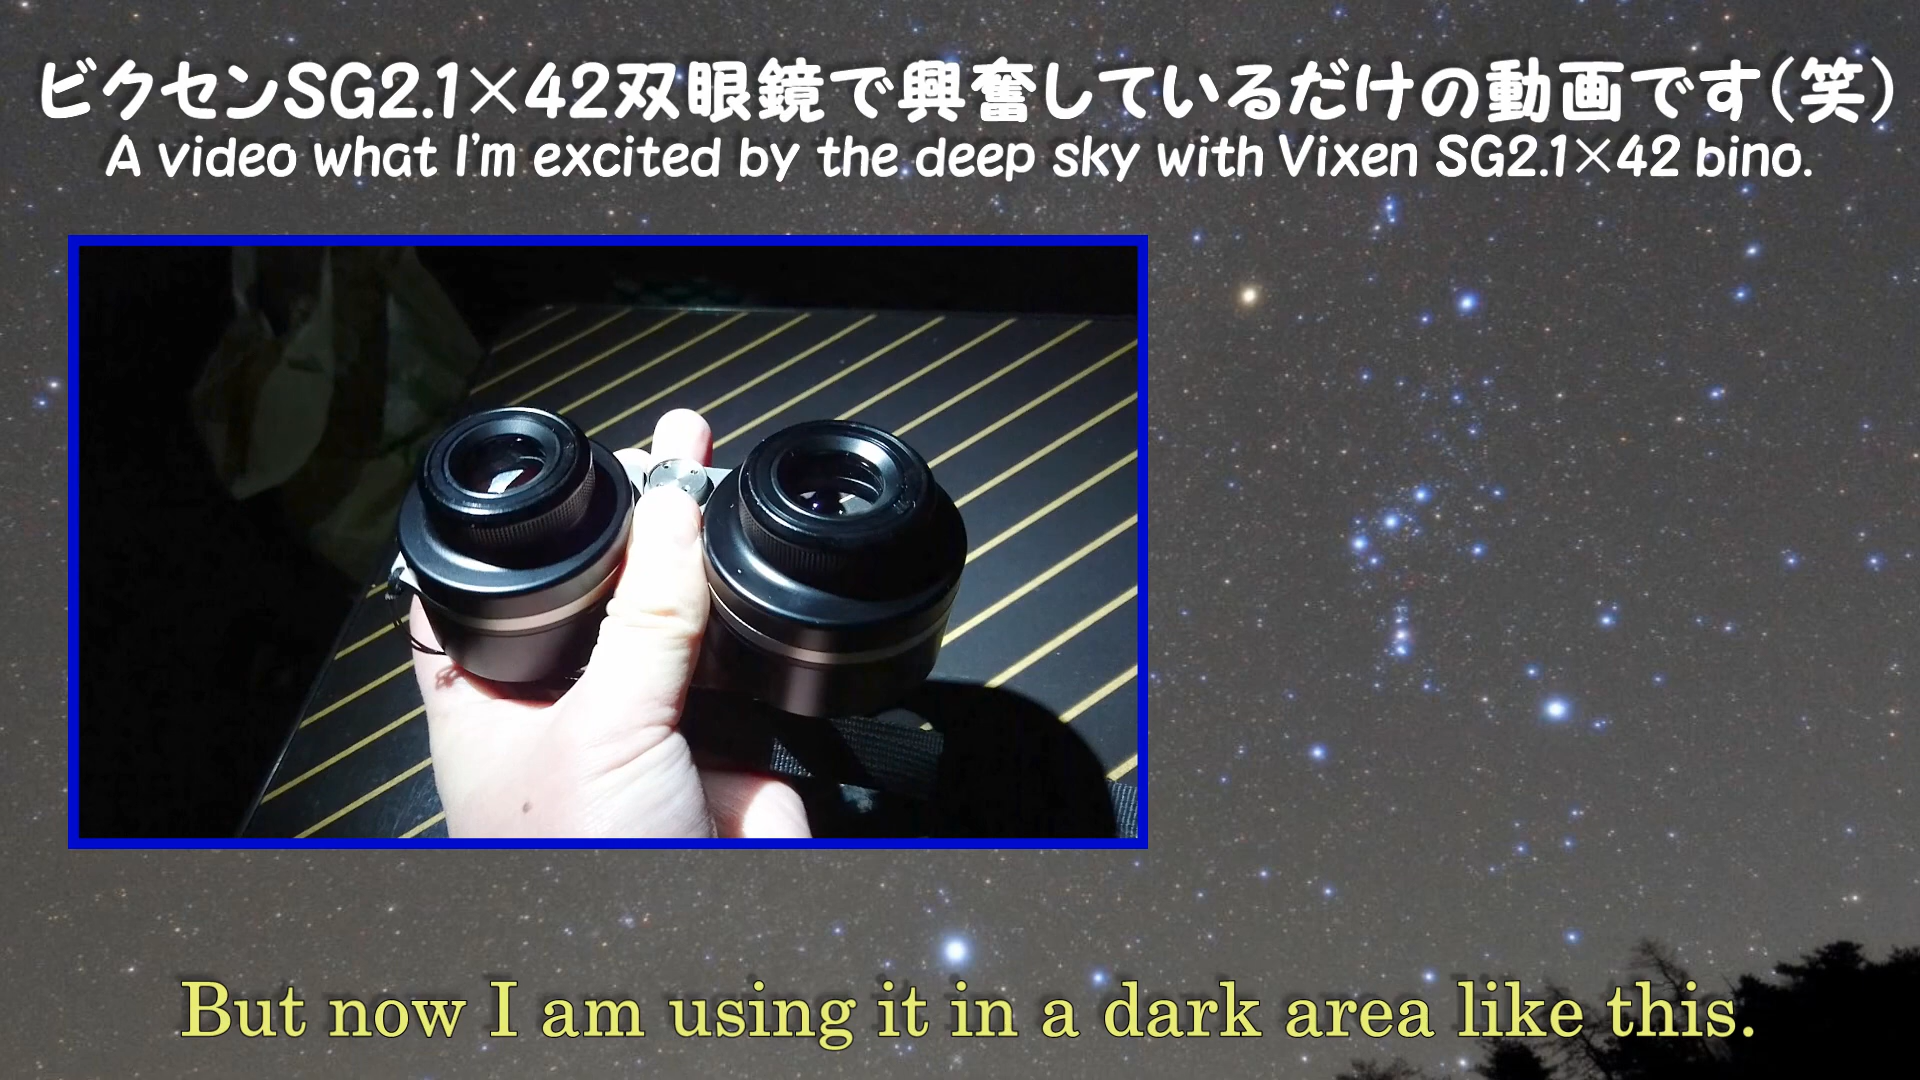 ビクセンSG2.1×42双眼鏡で興奮しているだけの動画です(笑)
A video what I'm excited by the deep sky with Vixen SG2.1×42 bino.
But now I am using it in a dark area like this.